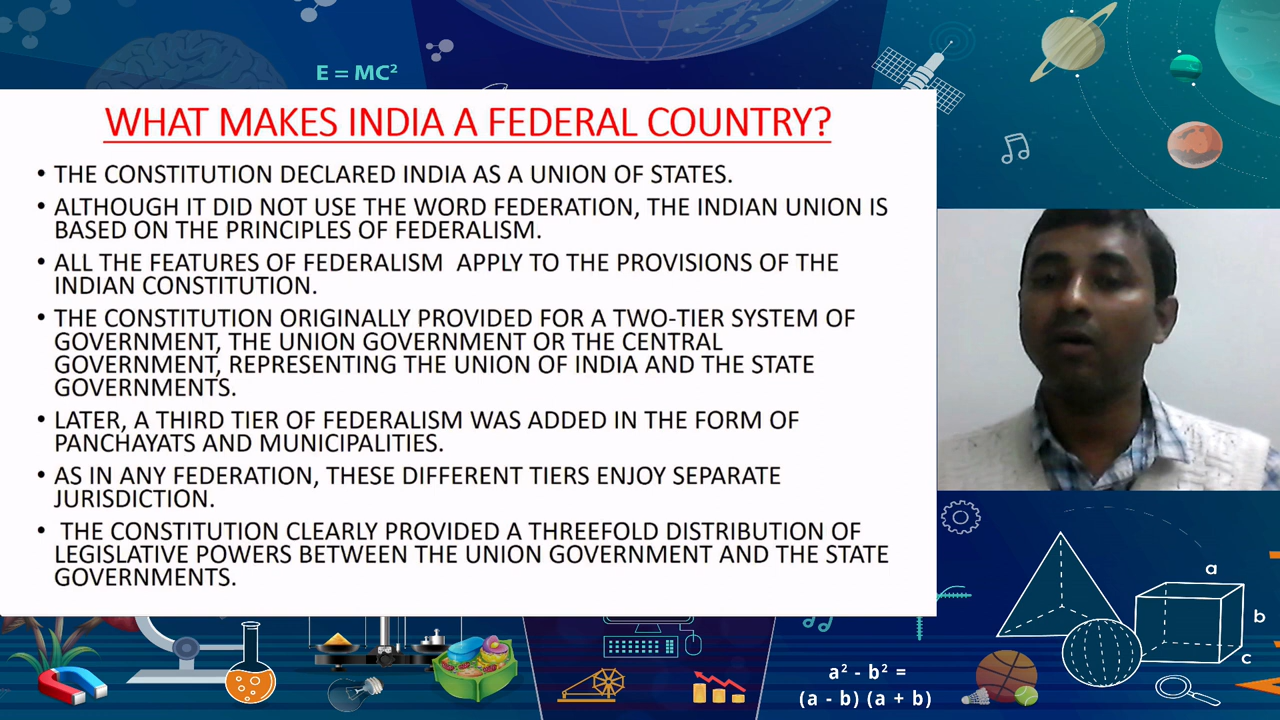 E = MC²
WHAT MAKES INDIA A FEDERAL COUNTRY?
• THE CONSTITUTION DECLARED INDIA AS A UNION OF STATES.
• ALTHOUGH IT DID NOT USE THE WORD FEDERATION, THE INDIAN UNION IS
BASED ON THE PRINCIPLES OF FEDERALISM.
• ALL THE FEATURES OF FEDERALISM APPLY TO THE PROVISIONS OF THE
INDIAN CONSTITUTION.
• THE CONSTITUTION ORIGINALLY PROVIDED FOR A TWO-TIER SYSTEM OF
GOVERNMENT, THE UNION GOVERNMENT OR THE CENTRAL
GOVERNMENT, REPRESENTING THE UNION OF INDIA AND THE STATE
GOVERNMENTS.
• LATER, A THIRD TIER OF FEDERALISM WAS ADDED IN THE FORM OF
PANCHAYATS AND MUNICIPALITIES.
• AS IN ANY FEDERATION, THESE DIFFERENT TIERS ENJOY SEPARATE
JURISDICTION.
• THE CONSTITUTION CLEARLY PROVIDED A THREEFOLD DISTRIBUTION OF
LEGISLATIVE POWERS BETWEEN THE UNION GOVERNMENT AND THE STATE
GOVERNMENTS.
a
b
c
a² - b² =
(a - b) (a + b)